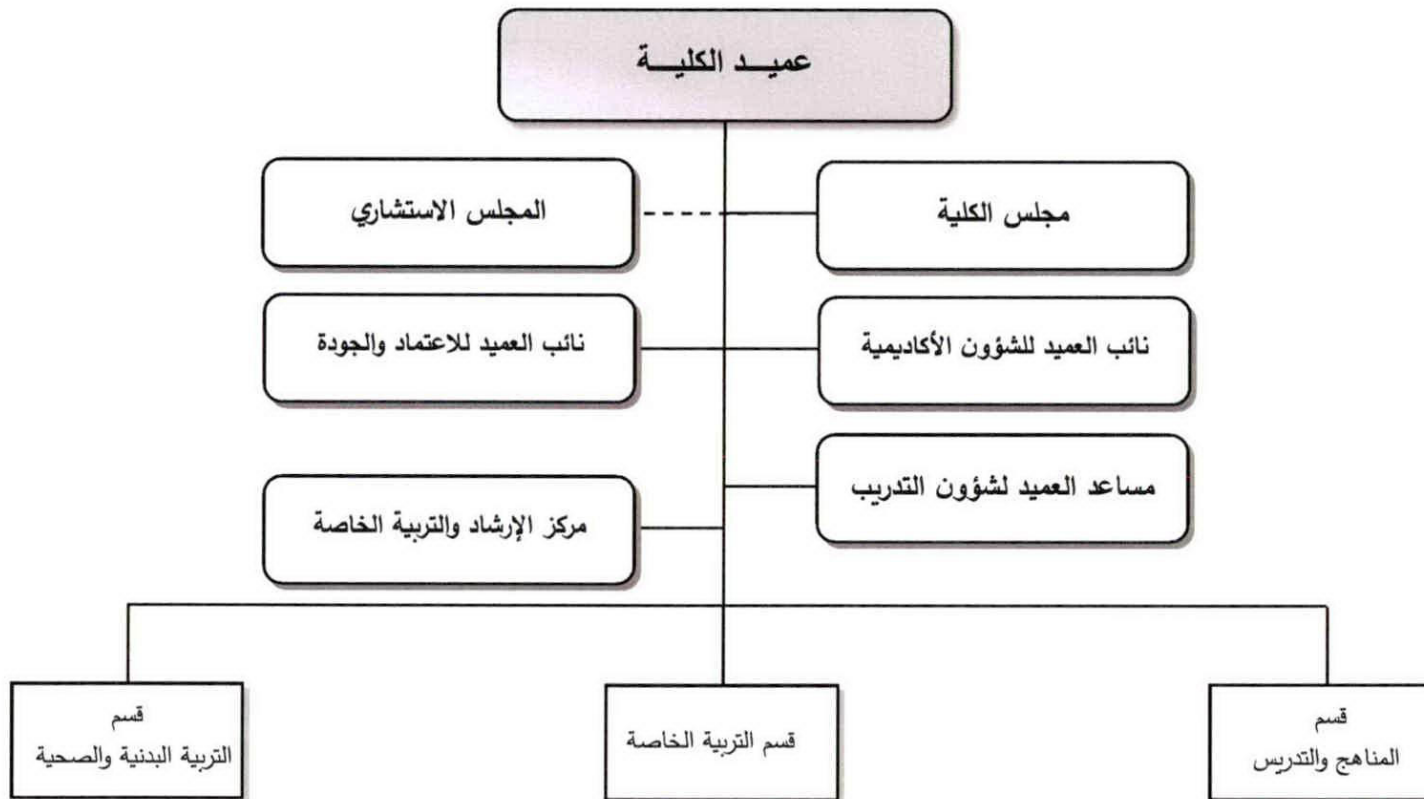 عميـــد الكليـــة
مجلس الكلية
المجلس الاستشاري
نائب العميد للشؤون الأكاديمية
نائب العميد للاعتماد والجودة
مساعد العميد لشؤون التدريب
مركز الإرشاد والتربية الخاصة
قسم
المناهج والتدريس
قسم التربية الخاصة
قسم
التربية البدنية والصحية